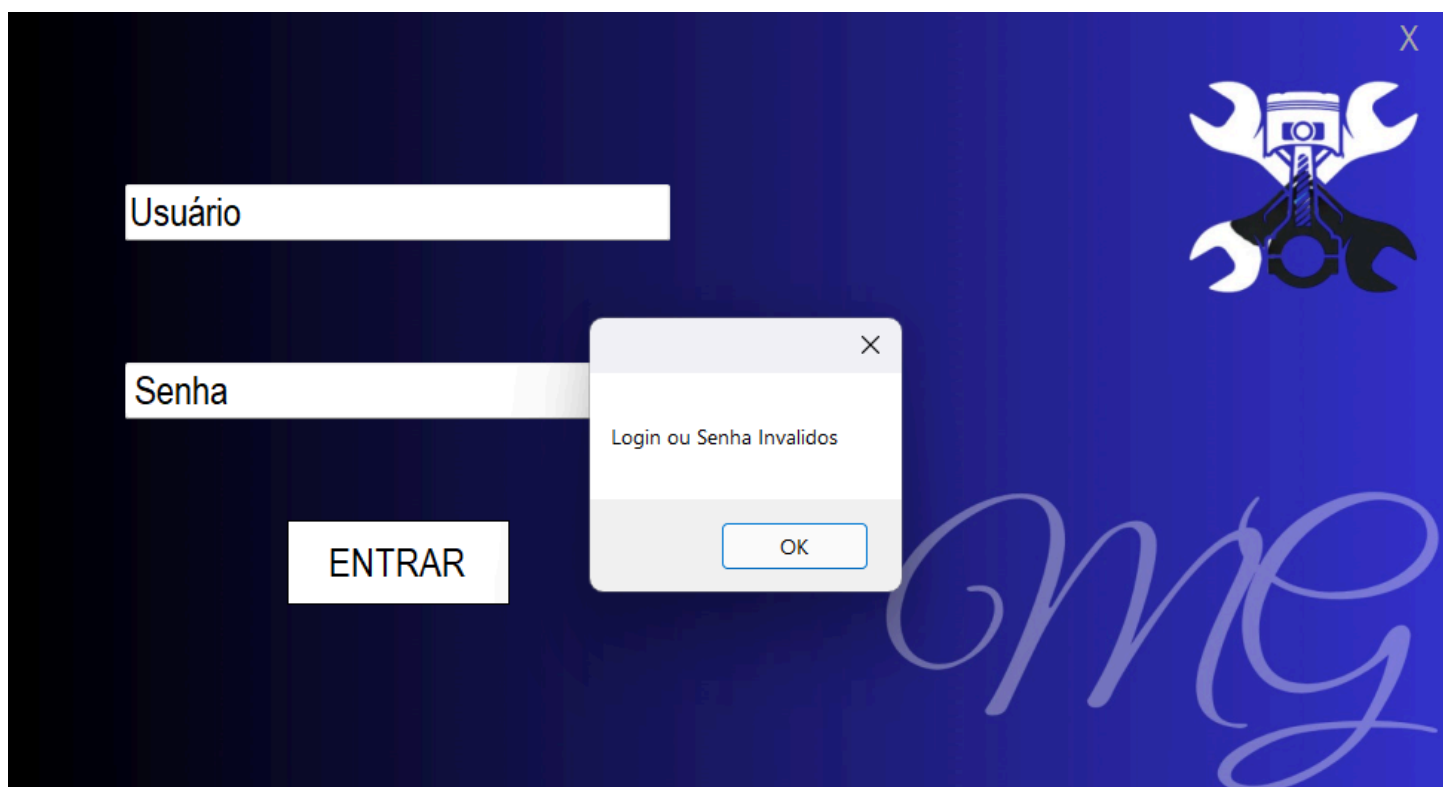 X
Usuário
Senha
Login ou Senha Invalidos
OK
ENTRAR
MG